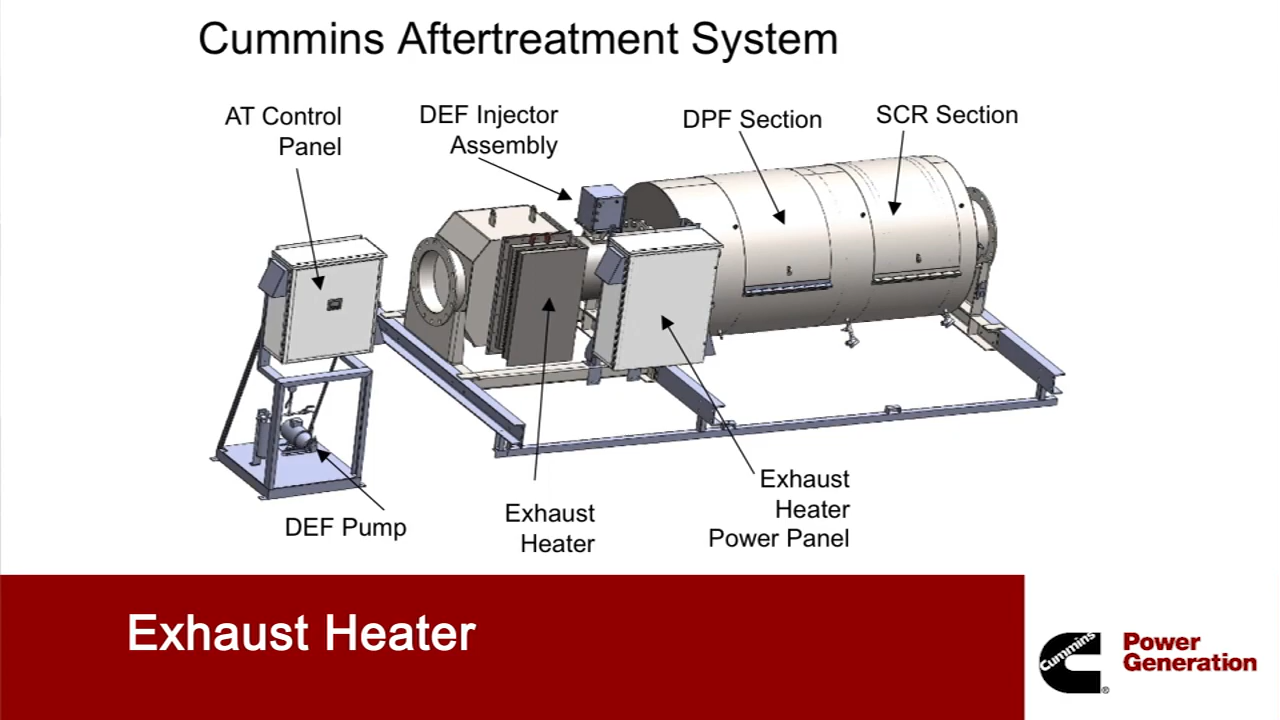 Cummins Aftertreatment System
AT Control
Panel
DEF Injector
Assembly
DPF Section
SCR Section
DEF Pump
Exhaust
Heater
Exhaust
Heater
Power Panel
Exhaust Heater
Cummins
®
Power
Generation